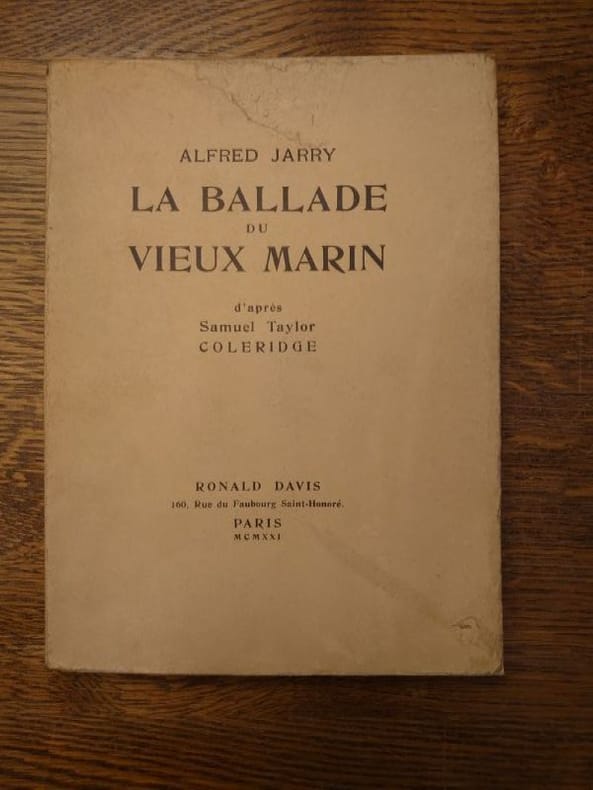 ALFRED JARRY
LA BALLADE
DU
VIEUX MARIN
d'après
Samuel Taylor
COLERIDGE
RONALD DAVIS
160, Rue du Faubourg Saint-Honoré.
PARIS
MCMXXI